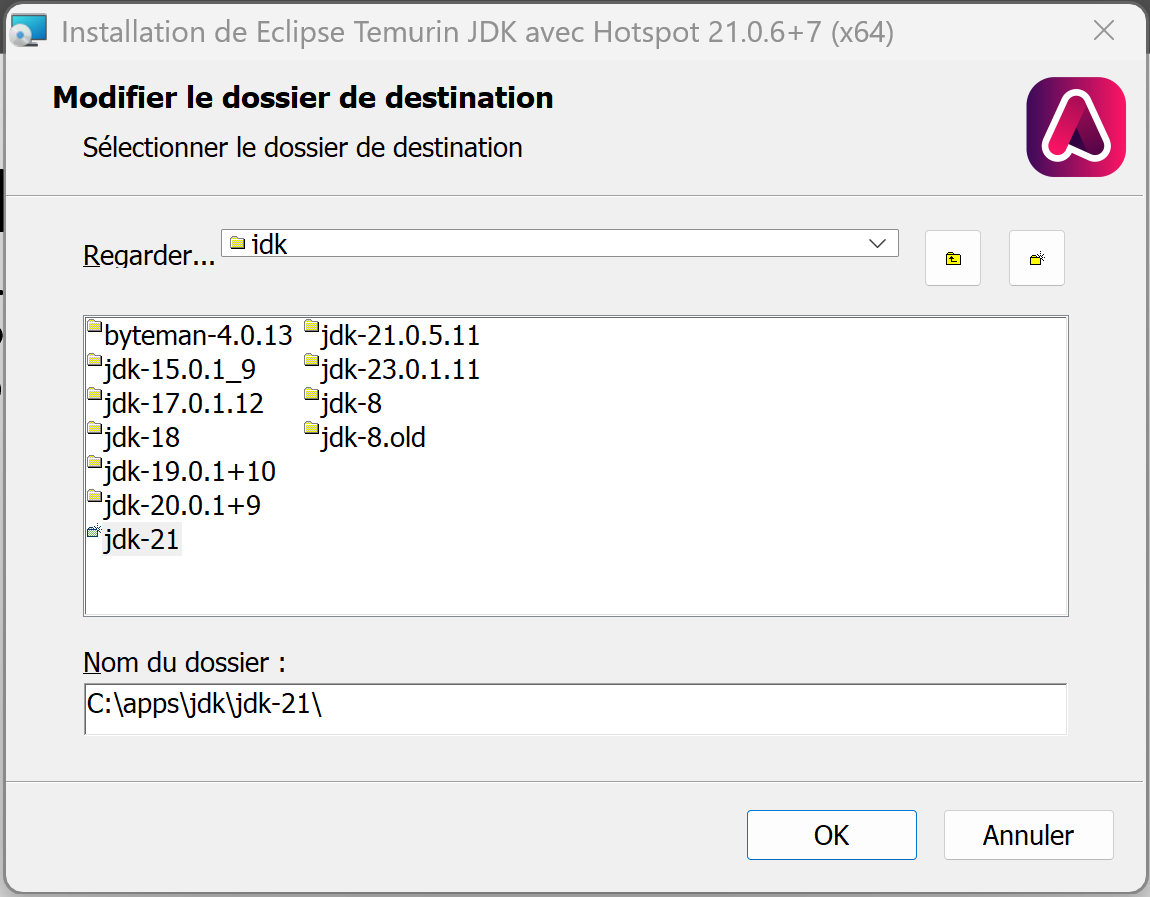 Installation de Eclipse Temurin JDK avec Hotspot 21.0.6+7 (x64)
Modifier le dossier de destination
Sélectionner le dossier de destination
Regarder...
jdk
byteman-4.0.13
jdk-15.0.1_9
jdk-17.0.1.12
jdk-18
jdk-19.0.1+10
jdk-20.0.1+9
jdk-21
jdk-21.0.5.11
jdk-23.0.1.11
jdk-8
jdk-8.old
Nom du dossier :
C:\apps\jdk\jdk-21\
OK
Annuler